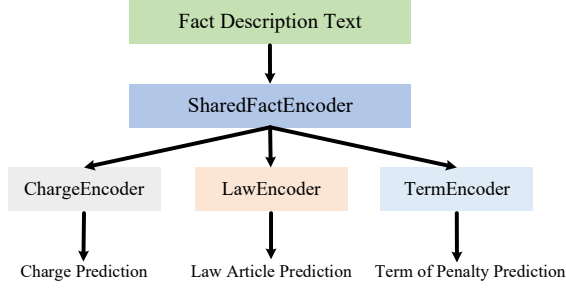 Fact Description Text
SharedFactEncoder
ChargeEncoder
LawEncoder
TermEncoder
Charge Prediction
Law Article Prediction
Term of Penalty Prediction